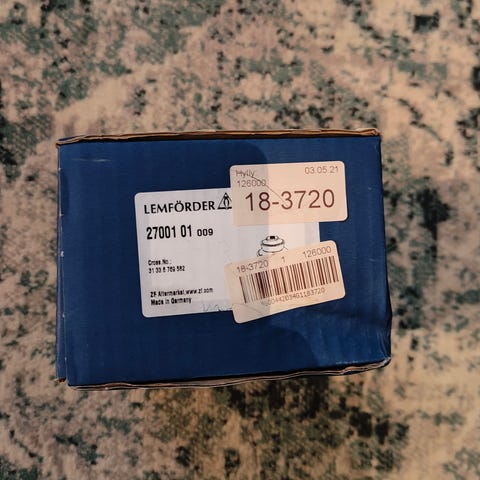 LEMFÖRDER
27001 01 009
Cross.No.:
31 33 6 769 582
ZF Aftermarket,www.zf.com
Made in Germany
Hylly
03.05.21
126000
18-3720
18-3720 1 126000